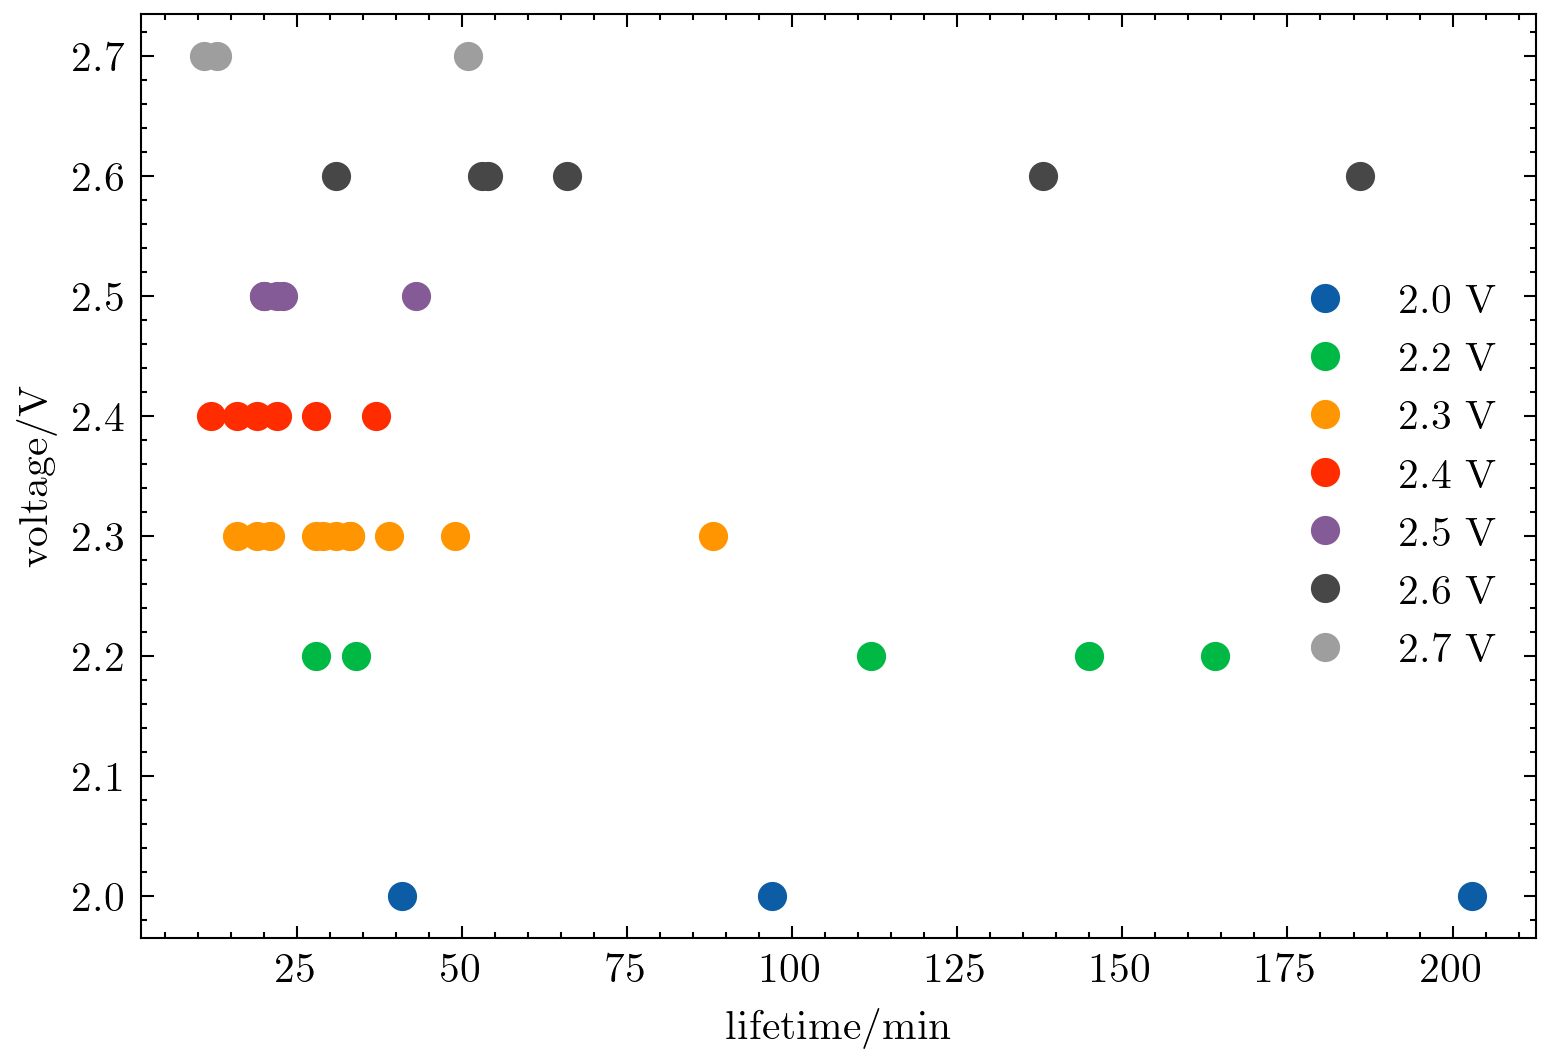 2.7
2.6
2.5
2.4
2.3
2.2
2.1
2.0
voltage/V
2.0 V
2.2 V
2.3 V
2.4 V
2.5 V
2.6 V
2.7 V
25 50 75 100 125 150 175 200
lifetime/min